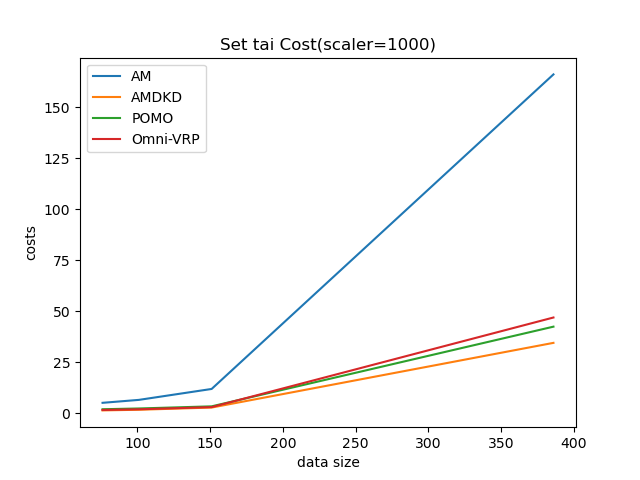 Set tai Cost(scaler=1000)
AM
AMDKD
POMO
Omni-VRP
costs
150
125
100
75
50
25
0
100 150 200 250 300 350 400
data size